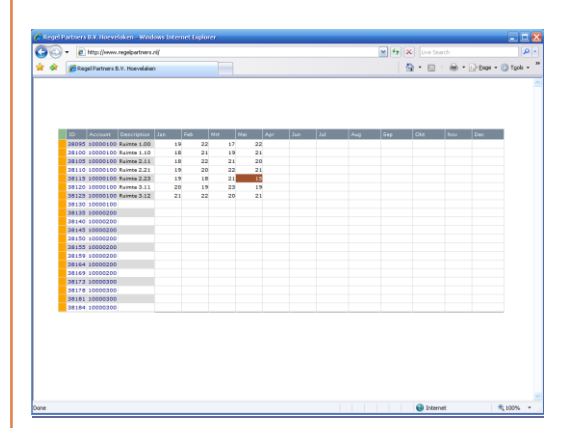 Regel Partners B.V. Hoevelaken - Windows Internet Explorer
http://www.regelpartners.nl/ Live Search
Regel Partners B.V. Hoevelaken Page Tools
ID Account Description Jan Feb Mrt Mei Apr Jun Jul Aug Sep Okt Nov Dec
38095 10000100 Ruimte 1.00 19 22 17 22
38100 10000100 Ruimte 1.10 18 21 19 21
38105 10000100 Ruimte 2.11 18 22 21 20
38110 10000100 Ruimte 2.21 19 20 22 21
38115 10000100 Ruimte 2.23 19 18 21 15
38120 10000100 Ruimte 3.11 20 19 23 19
38125 10000100 Ruimte 3.12 21 22 20 21
38130 10000100
38135 10000200
38140 10000200
38145 10000200
38150 10000200
38155 10000200
38159 10000200
38164 10000200
38169 10000200
38173 10000300
38178 10000300
38181 10000300
38184 10000300
Done Internet 100%